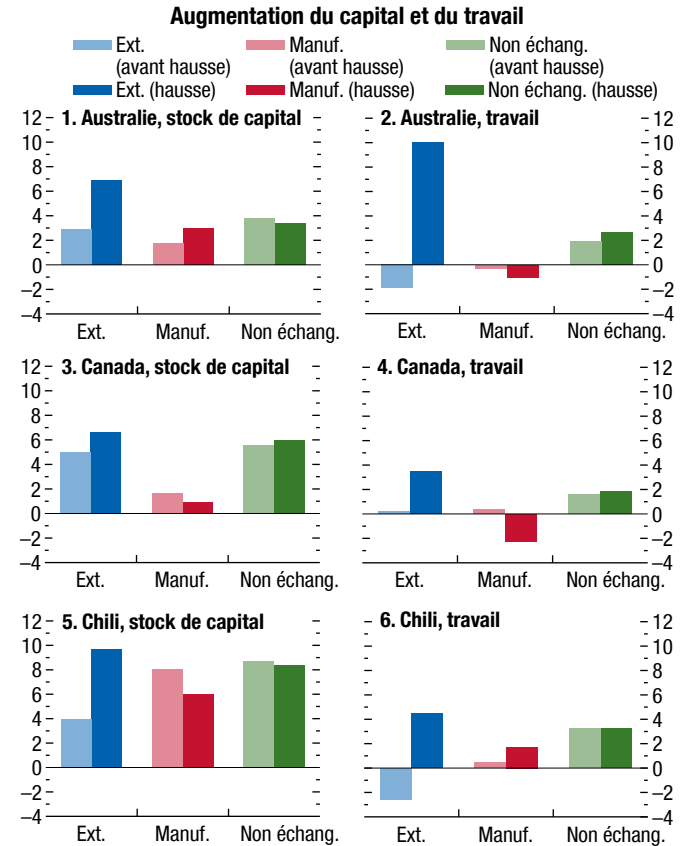 Augmentation du capital et du travail
Ext. (avant hausse)
Manuf. (avant hausse)
Non échang. (avant hausse)
Ext. (hausse)
Manuf. (hausse)
Non échang. (hausse)
1. Australie, stock de capital
12
10
8
6
4
2
0
–2
–4
Ext. Manuf. Non échang.
2. Australie, travail
12
10
8
6
4
2
0
–2
–4
Ext. Manuf. Non échang.
3. Canada, stock de capital
12
10
8
6
4
2
0
–2
–4
Ext. Manuf. Non échang.
4. Canada, travail
12
10
8
6
4
2
0
–2
–4
Ext. Manuf. Non échang.
5. Chili, stock de capital
12
10
8
6
4
2
0
–2
–4
Ext. Manuf. Non échang.
6. Chili, travail
12
10
8
6
4
2
0
–2
–4
Ext. Manuf. Non échang.